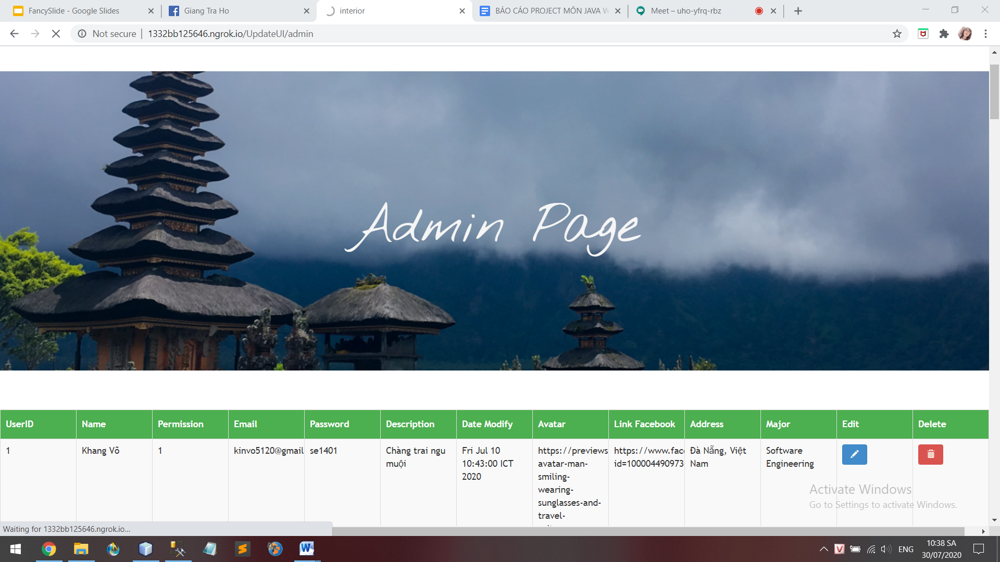 FancySlide - Google Slides
Giang Tra Ho
interior
BÁO CÁO PROJECT MÔN JAVA W
Meet – uho-yfrq-rbz
Not secure
1332bb125646.ngrok.io/UpdateUI/admin
Admin Page
UserID Name Permission Email Password Description Date Modify Avatar Link Facebook Address Major Edit Delete
1 Khang Võ 1 kinvo5120@gmail se1401 Chàng trai ngu Fri Jul 10 https://previews https://www.face Đà Nẵng, Việt Software
muội 10:43:00 ICT avatar-man- id=100004490973 Nam Engineering
2020 smiling-
wearing-
sunglasses-and-
travel-
Activate Windows
Go to Settings to activate Windows.
Waiting for 1332bb125646.ngrok.io...
ENG
10:38 SA
30/07/2020